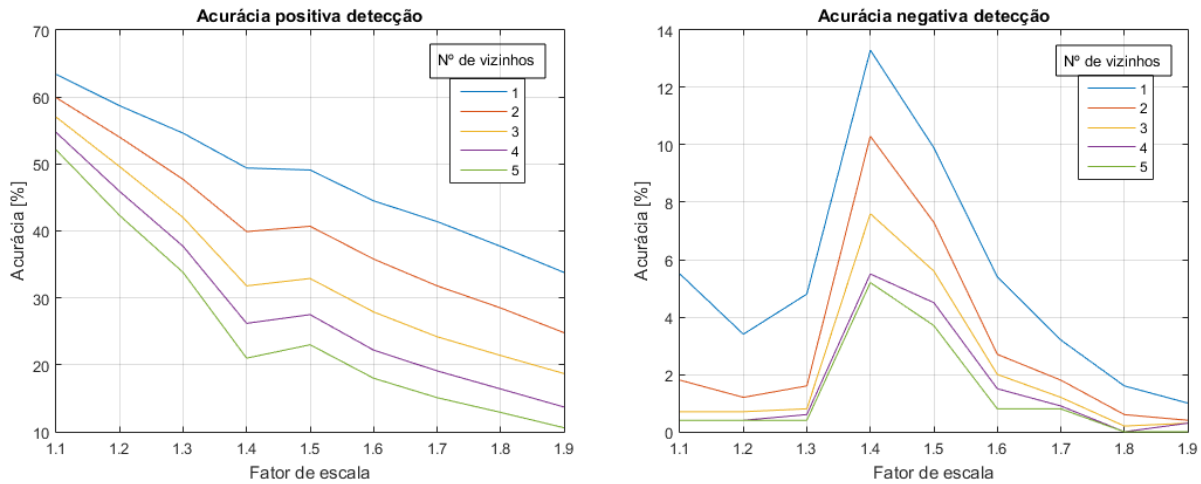 Acurácia positiva detecção
Acurácia [%]
70
60
50
40
30
20
10
Nº de vizinhos
1
2
3
4
5
1.1 1.2 1.3 1.4 1.5 1.6 1.7 1.8 1.9
Fator de escala
Acurácia negativa detecção
Acurácia [%]
14
12
10
8
6
4
2
0
Nº de vizinhos
1
2
3
4
5
1.1 1.2 1.3 1.4 1.5 1.6 1.7 1.8 1.9
Fator de escala